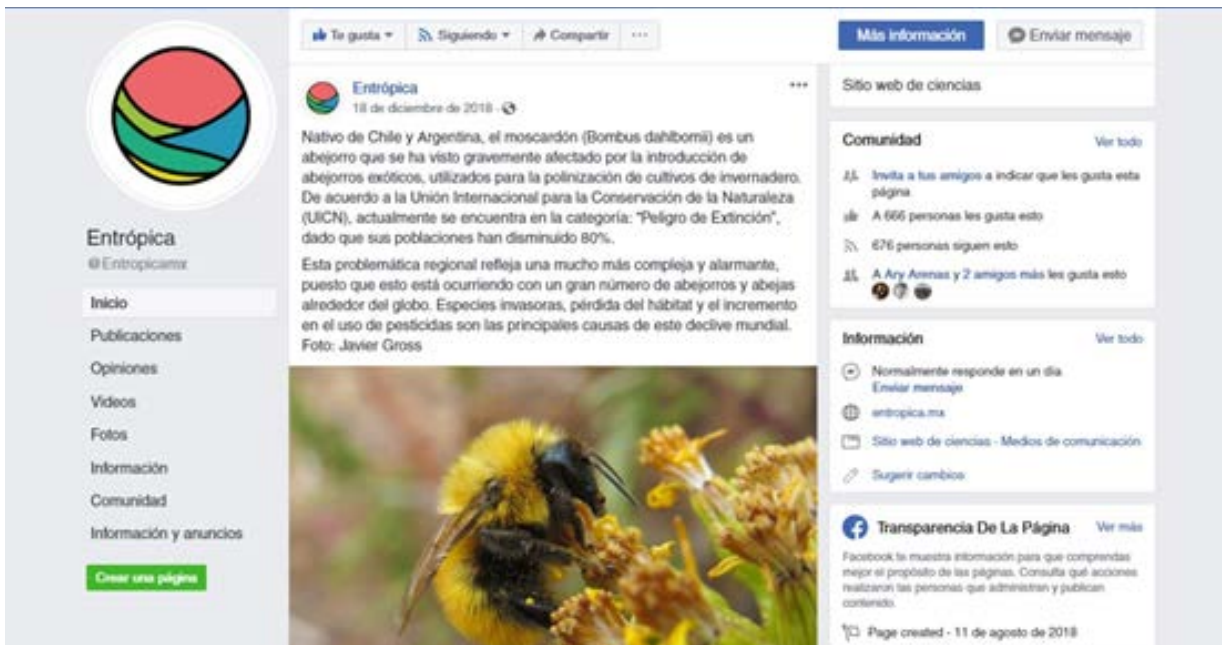 Te gusta
Siguiendo
Compartir
Más información
Enviar mensaje
Entrópica
@Entropicamx
Inicio
Publicaciones
Opiniones
Videos
Fotos
Información
Comunidad
Información y anuncios
Crear una página
Entrópica
18 de diciembre de 2018
Nativo de Chile y Argentina, el moscardón (Bombus dahlbomii) es un
abejorro que se ha visto gravemente afectado por la introducción de
abejorros exóticos, utilizados para la polinización de cultivos de invernadero.
De acuerdo a la Unión Internacional para la Conservación de la Naturaleza
(UICN), actualmente se encuentra en la categoría: "Peligro de Extinción",
dado que sus poblaciones han disminuido 80%.
Esta problemática regional refleja una mucho más compleja y alarmante,
puesto que esto está ocurriendo con un gran número de abejorros y abejas
alrededor del globo. Especies invasoras, pérdida del hábitat y el incremento
en el uso de pesticidas son las principales causas de este declive mundial.
Foto: Javier Gross
Sitio web de ciencias
Comunidad Ver todo
Invita a tus amigos a indicar que les gusta esta
página
A 666 personas les gusta esto
676 personas siguen esto
A Ary Arenas y 2 amigos más les gusta esto
Información Ver todo
Normalmente responde en un día
Enviar mensaje
entropica.mx
Sitio web de ciencias - Medios de comunicación
Sugerir cambios
Transparencia De La Página Ver más
Facebook te muestra información para que comprendas
mejor el propósito de las páginas. Consulta qué acciones
realizaron las personas que administran y publican
contenido.
Page created - 11 de agosto de 2018